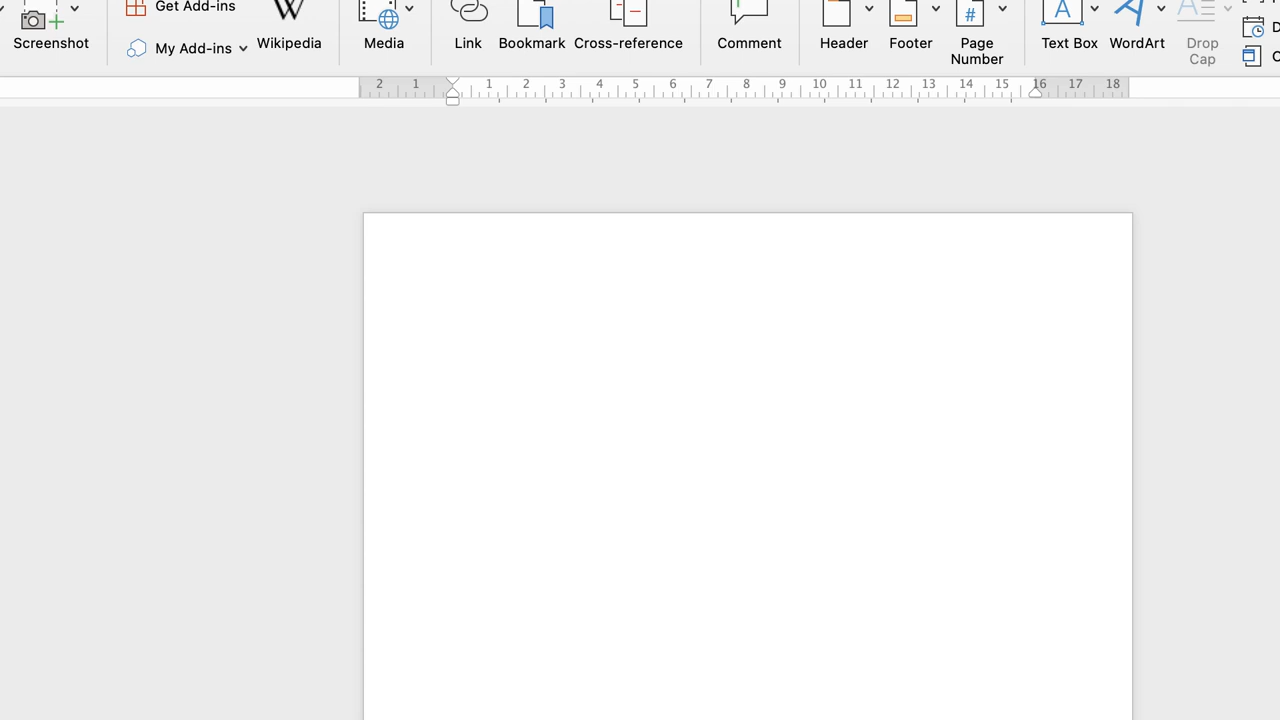 Screenshot
Get Add-ins
My Add-ins
W
Wikipedia
Media
Link
Bookmark
Cross-reference
Comment
Header
Footer
#
Page
Number
A
Text Box
WordArt
A
Drop
Cap
2 1 1 2 3 4 5 6 7 8 9 10 11 12 13 14 15 16 17 18